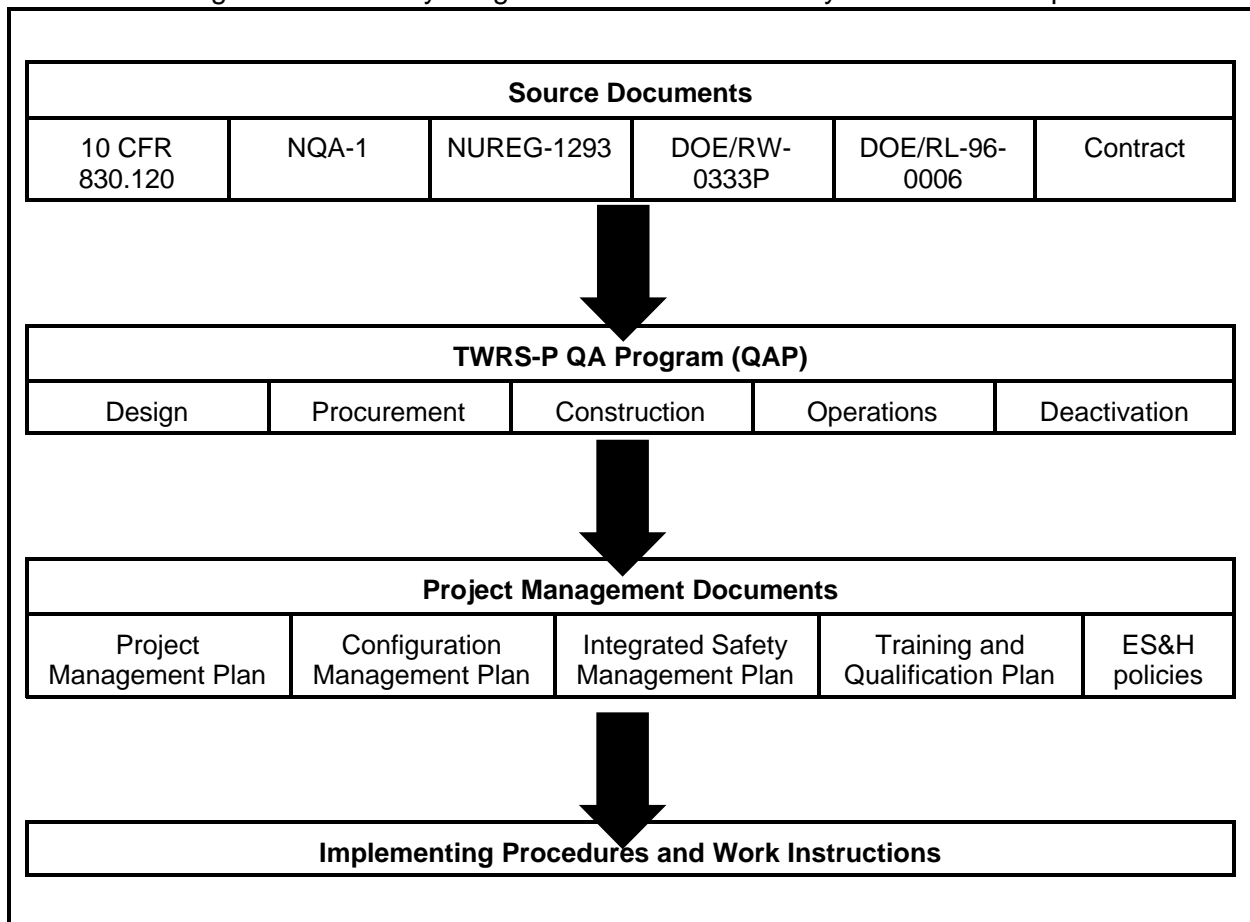 Source Documents
10 CFR
830.120
NQA-1
NUREG-1293
DOE/RW-
0333P
DOE/RL-96-
0006
Contract
TWRS-P QA Program (QAP)
Design
Procurement
Construction
Operations
Deactivation
Project Management Documents
Project
Management Plan
Configuration
Management Plan
Integrated Safety
Management Plan
Training and
Qualification Plan
ES&H
policies
Implementing Procedures and Work Instructions